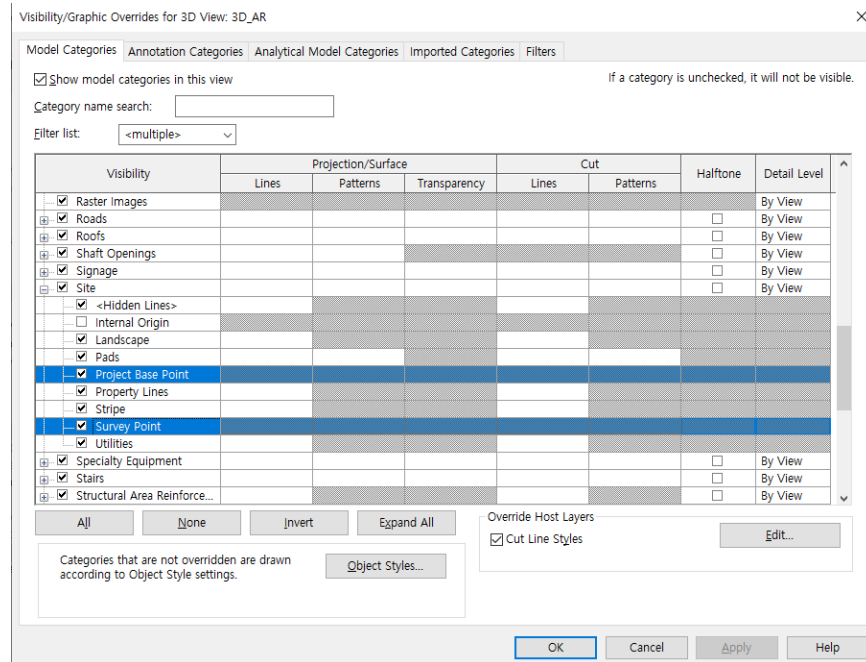 Visibility/Graphic Overrides for 3D View: 3D_AR
Model Categories Annotation Categories Analytical Model Categories Imported Categories Filters
Show model categories in this view If a category is unchecked, it will not be visible.
Category name search:
Filter list: <multiple>
Visibility Projection/Surface Cut Halftone Detail Level
Lines Patterns Transparency Lines Patterns
Raster Images By View
Roads By View
Roofs By View
Shaft Openings By View
Signage By View
Site By View
<Hidden Lines>
Internal Origin
Landscape
Pads
Project Base Point
Property Lines
Stripe
Survey Point
Utilities
Specialty Equipment By View
Stairs By View
Structural Area Reinforce... By View
All None Invert Expand All Override Host Layers
Cut Line Styles Edit...
Categories that are not overridden are drawn
according to Object Style settings. Object Styles...
OK Cancel Apply Help